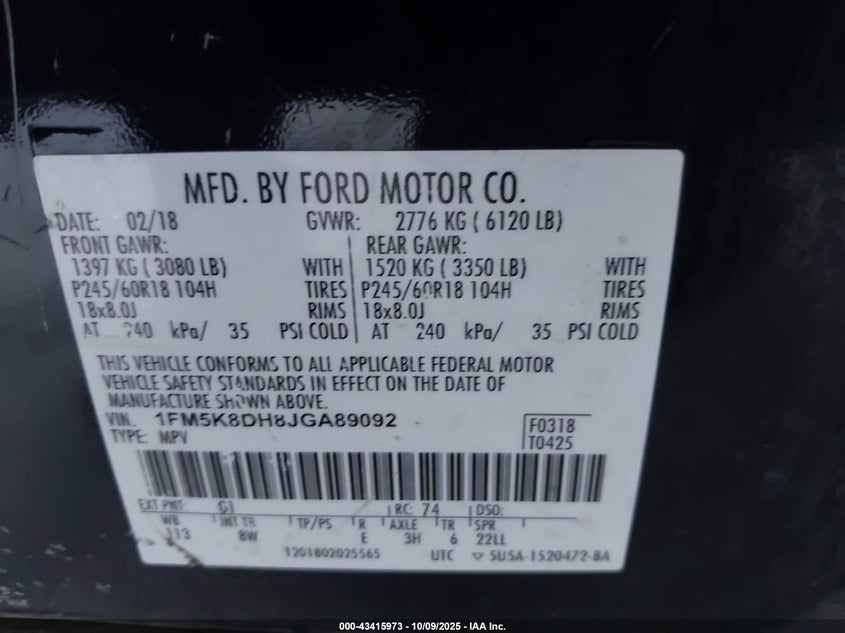 MFD. BY FORD MOTOR CO.
DATE: 02/18 GVWR: 2776 KG ( 6120 LB)
FRONT GAWR: REAR GAWR:
1397 KG ( 3080 LB) WITH 1520 KG ( 3350 LB) WITH
P245/60R18 104H TIRES P245/60R18 104H TIRES
18x8.0J RIMS 18x8.0J RIMS
AT 240 kPa/ 35 PSI COLD AT 240 kPa/ 35 PSI COLD
THIS VEHICLE CONFORMS TO ALL APPLICABLE FEDERAL MOTOR
VEHICLE SAFETY STANDARDS IN EFFECT ON THE DATE OF
MANUFACTURE SHOWN ABOVE.
VIN: 1FM5K8DH8JGA89092 F0318
TYPE: MPV T0425
EXT PNT: G1 RC: 74 DSO:
WB INT TR TP/PS R AXLE TR SPR
113 8W E 3H 6 22LL
T201802025565 UTC ▽ 5U5A-1520472-BA
000-43415973 | 10/09/2025 - IAA Inc.